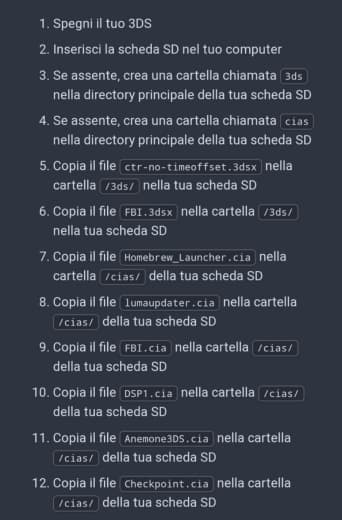 1. Spegni il tuo 3DS
2. Inserisci la scheda SD nel tuo computer
3. Se assente, crea una cartella chiamata 3ds
nella directory principale della tua scheda SD
4. Se assente, crea una cartella chiamata cias
nella directory principale della tua scheda SD
5. Copia il file ctr-no-timeoffset.3dsx nella
cartella /3ds/ nella tua scheda SD
6. Copia il file FBI.3dsx nella cartella /3ds/
nella tua scheda SD
7. Copia il file Homebrew_Launcher.cia nella
cartella /cias/ della tua scheda SD
8. Copia il file lumaupdater.cia nella cartella
/cias/ della tua scheda SD
9. Copia il file FBI.cia nella cartella /cias/
della tua scheda SD
10. Copia il file DSP1.cia nella cartella /cias/
della tua scheda SD
11. Copia il file Anemone3DS.cia nella cartella
/cias/ della tua scheda SD
12. Copia il file Checkpoint.cia nella cartella
/cias/ della tua scheda SD